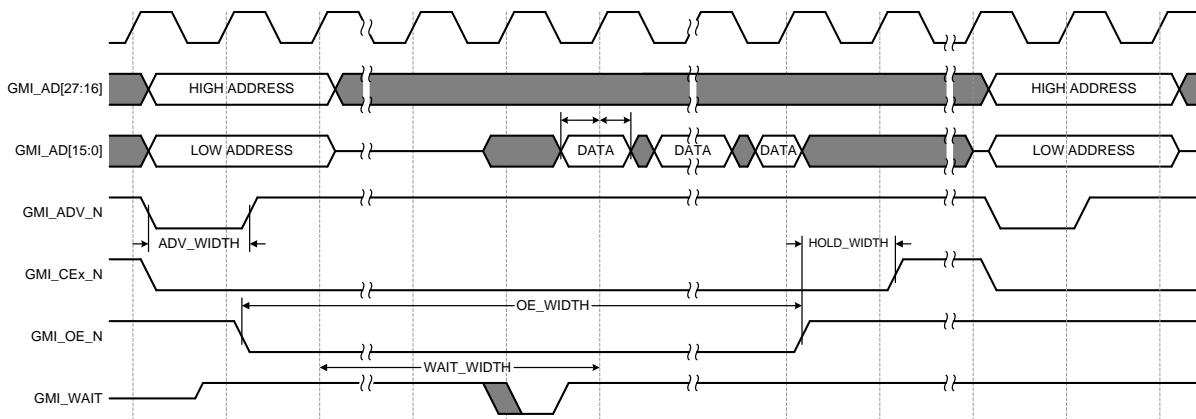 GMI_AD[27:16]
HIGH ADDRESS
HIGH ADDRESS
GMI_AD[15:0]
LOW ADDRESS
DATA
DATA
DATA
LOW ADDRESS
GMI_ADV_N
ADV_WIDTH
HOLD_WIDTH
GMI_CEx_N
OE_WIDTH
GMI_OE_N
WAIT_WIDTH
GMI_WAIT